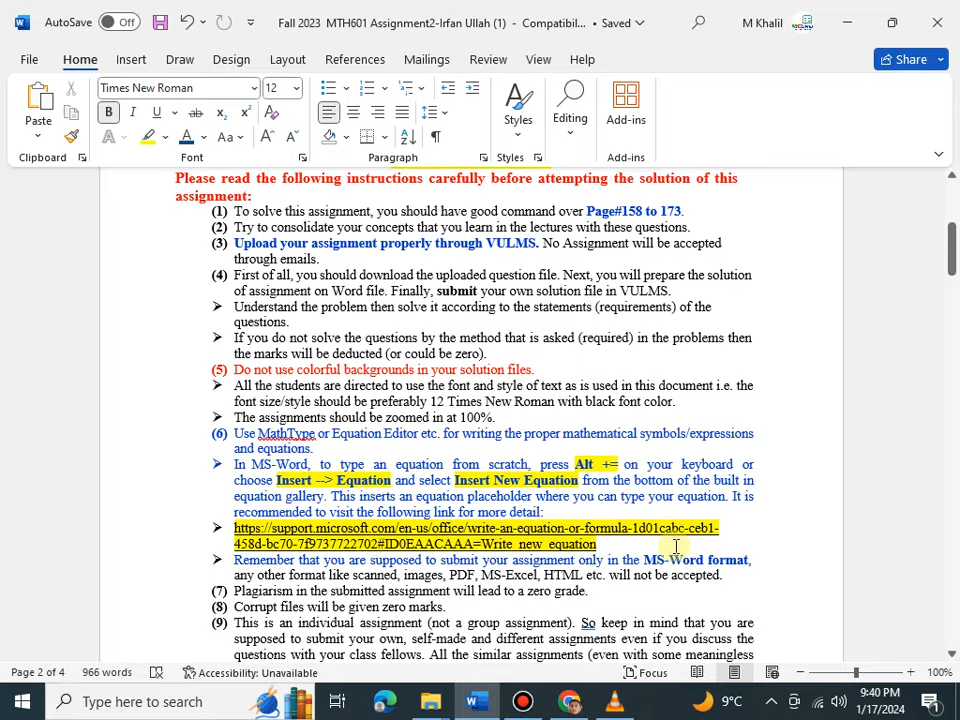 AutoSave Off Fall 2023 MTH601 Assignment2-Irfan Ullah (1) - Compatibil... • Saved M Khalil
File Home Insert Draw Design Layout References Mailings Review View Help Share
Times New Roman 12
Paste Styles Editing Add-ins
B I U ab x₂ x² A
A A Aa A A
Clipboard Font Paragraph Styles Add-ins
Please read the following instructions carefully before attempting the solution of this
assignment:
(1) To solve this assignment, you should have good command over Page#158 to 173.
(2) Try to consolidate your concepts that you learn in the lectures with these questions.
(3) Upload your assignment properly through VULMS. No Assignment will be accepted
through emails.
(4) First of all, you should download the uploaded question file. Next, you will prepare the solution
of assignment on Word file. Finally, submit your own solution file in VULMS.
➢ Understand the problem then solve it according to the statements (requirements) of the
questions.
➢ If you do not solve the questions by the method that is asked (required) in the problem then
the marks will be deducted (or could be zero).
(5) Do not use colorful backgrounds in your solution files.
➢ All the students are directed to use the font and style of text as is used in this document i.e. the
font size/style should be preferably 12 Times New Roman with black font color.
➢ The assignments should be zoomed in at 100%.
(6) Use MathType or Equation Editor etc. for writing the proper mathematical symbols/expressions
and equations.
➢ In MS-Word, to type an equation from scratch, press Alt += on your keyboard or
choose Insert --> Equation and select Insert New Equation from the bottom of the built in
equation gallery. This inserts an equation placeholder where you can type your equation. It is
recommended to visit the following link for more detail:
➢ https://support.microsoft.com/en-us/office/write-an-equation-or-formula-1d01cabc-ceb1-
458d-bc70-7f9737722702#ID0EAACAAA=Write_new_equation
➢ Remember that you are supposed to submit your assignment only in the MS-Word format,
any other format like scanned, images, PDF, MS-Excel, HTML etc. will not be accepted.
(7) Plagiarism in the submitted assignment will lead to a zero grade.
(8) Corrupt files will be given zero marks.
(9) This is an individual assignment (not a group assignment). So keep in mind that you are
supposed to submit your own, self-made and different assignments even if you discuss the
questions with your class fellows. All the similar assignments (even with some meaningless
Page 2 of 4 966 words Accessibility: Unavailable Focus 100%
Type here to search 9°C 9:40 PM
1/17/2024 1